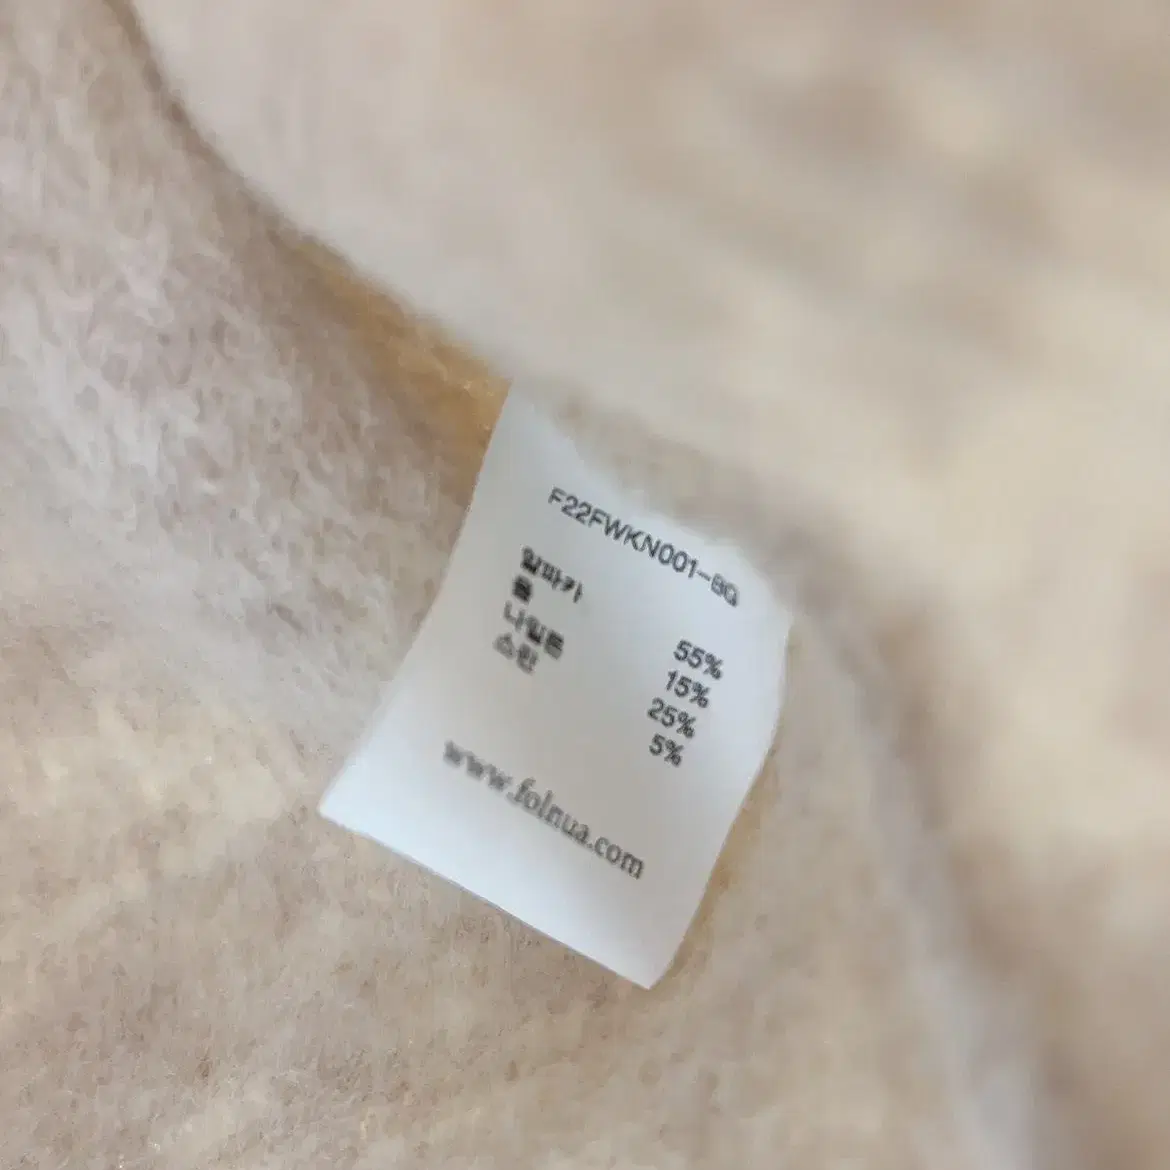 F22FWKN001-BG
알파카 55%
울 15%
나일론 25%
스판 5%
www.folnua.com